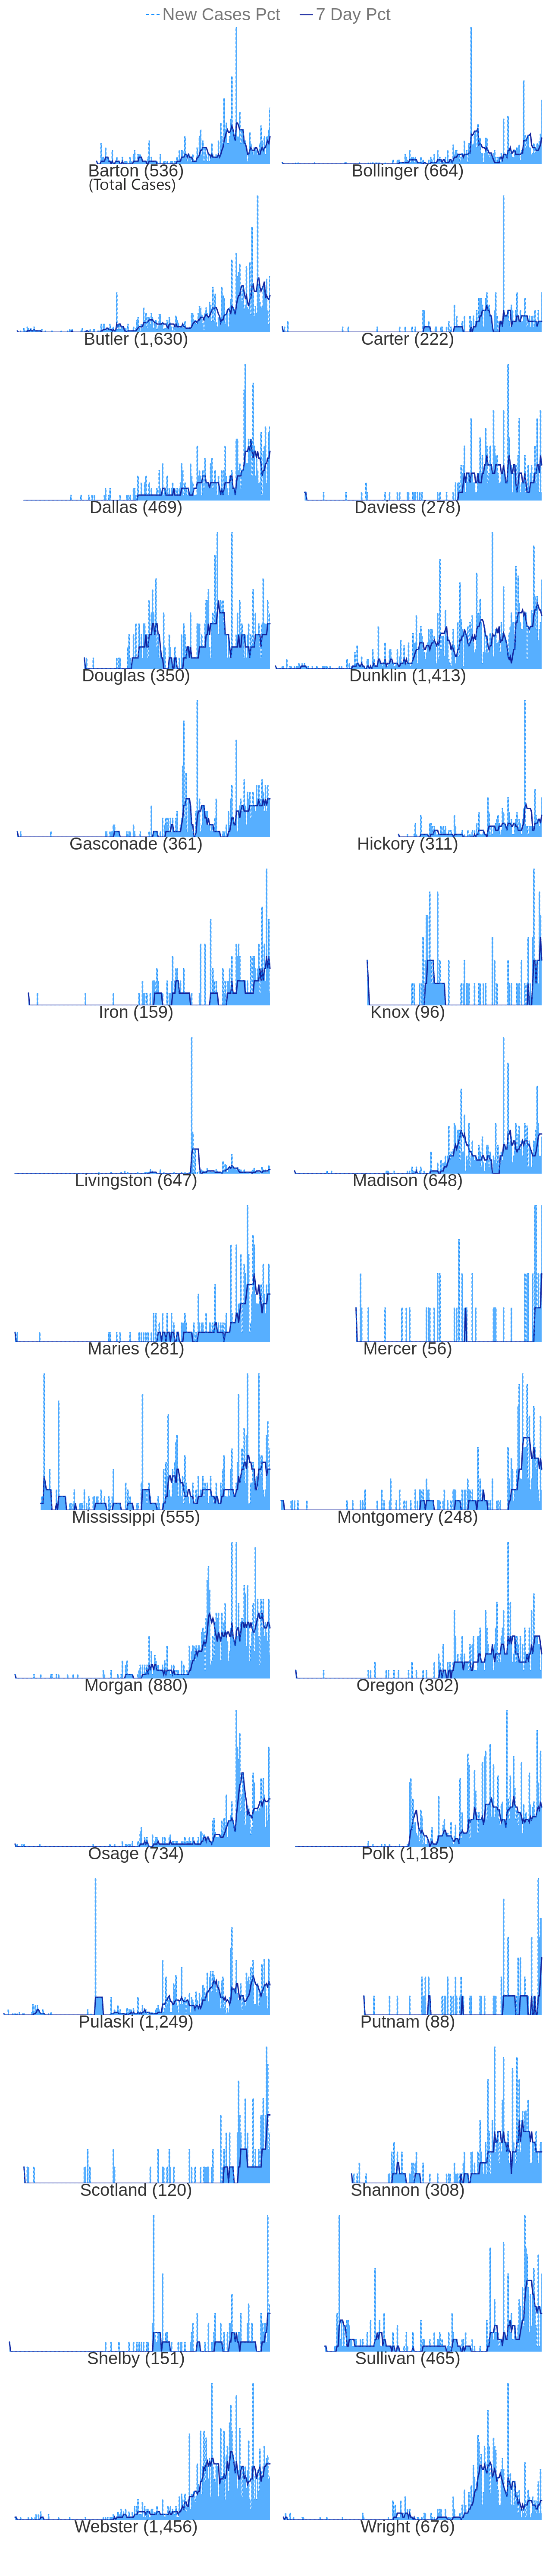 New Cases Pct 7 Day Pct
Barton (536) Bollinger (664)
(Total Cases)
Butler (1,630) Carter (222)
Dallas (469) Daviess (278)
Douglas (350) Dunklin (1,413)
Gasconade (361) Hickory (311)
Iron (159) Knox (96)
Livingston (647) Madison (648)
Maries (281) Mercer (56)
Mississippi (555) Montgomery (248)
Morgan (880) Oregon (302)
Osage (734) Polk (1,185)
Pulaski (1,249) Putnam (88)
Scotland (120) Shannon (308)
Shelby (151) Sullivan (465)
Webster (1,456) Wright (676)